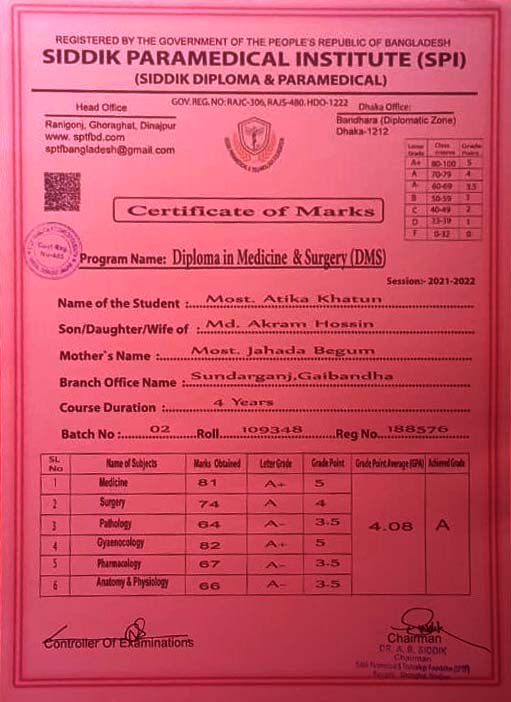 REGISTERED BY THE GOVERNMENT OF THE PEOPLE'S REPUBLIC OF BANGLADESH
SIDDIK PARAMEDICAL INSTITUTE (SPI)
(SIDDIK DIPLOMA & PARAMEDICAL)
GOV. REG. NO: RAJC-306, RAJS-480, HDO-1222
Head Office
Ranigonj, Ghoraghat, Dinajpur
www. sptfbd.com
sptfbangladesh@gmail.com
Dhaka Office:
Baridhara (Diplomatic Zone)
Dhaka-1212
Letter Grade Class Grade Point
A+ 80-100 5
A 70-79 4
A- 60-69 3.5
B 50-59
C 40-49 2
D 33-39 1
F 0-32 0
Certificate of Marks
Program Name: Diploma in Medicine & Surgery (DMS)
Session:- 2021-2022
Name of the Student : Most. Atika Khatun
Son/Daughter/Wife of : Md. Akram Hossin
Mother`s Name : Most. Jahada Begum
Branch Office Name : Sundarganj,Gaibandha
Course Duration : 4 Years
Batch No : 02 Roll 109348 Reg No 188576
SL No Name of Subjects Marks Obtained Letter Grade Grade Point Grade Point Average (GPA) Achieved Grade
1 Medicine 81 A+ 5
2 Surgery 74 A 4
3 Pathology 64 A- 3.5
4 Gyaenocology 82 A+ 5
5 Pharmacology 67 A- 3.5
6 Anatomy & Physiology 66 A- 3.5
4.08 A
Controller Of Examinations
Chairman
DR. A. B. SIDDIK
Chairman